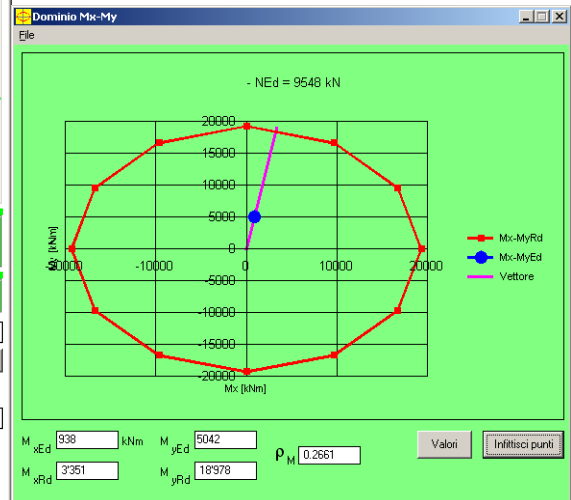 Dominio Mx-My
File
- NEd = 9548 kN
20000
15000
10000
5000
0
-5000
-10000
-15000
-20000
My [kNm]
-20000
-10000
0
10000
20000
Mx [kNm]
Mx-MyRd
Mx-MyEd
Vettore
M xEd 938 kNm M yEd 5042
M xRd 3'351 M yRd 18'978
ρ M 0.2661
Valori
Infittisci punti